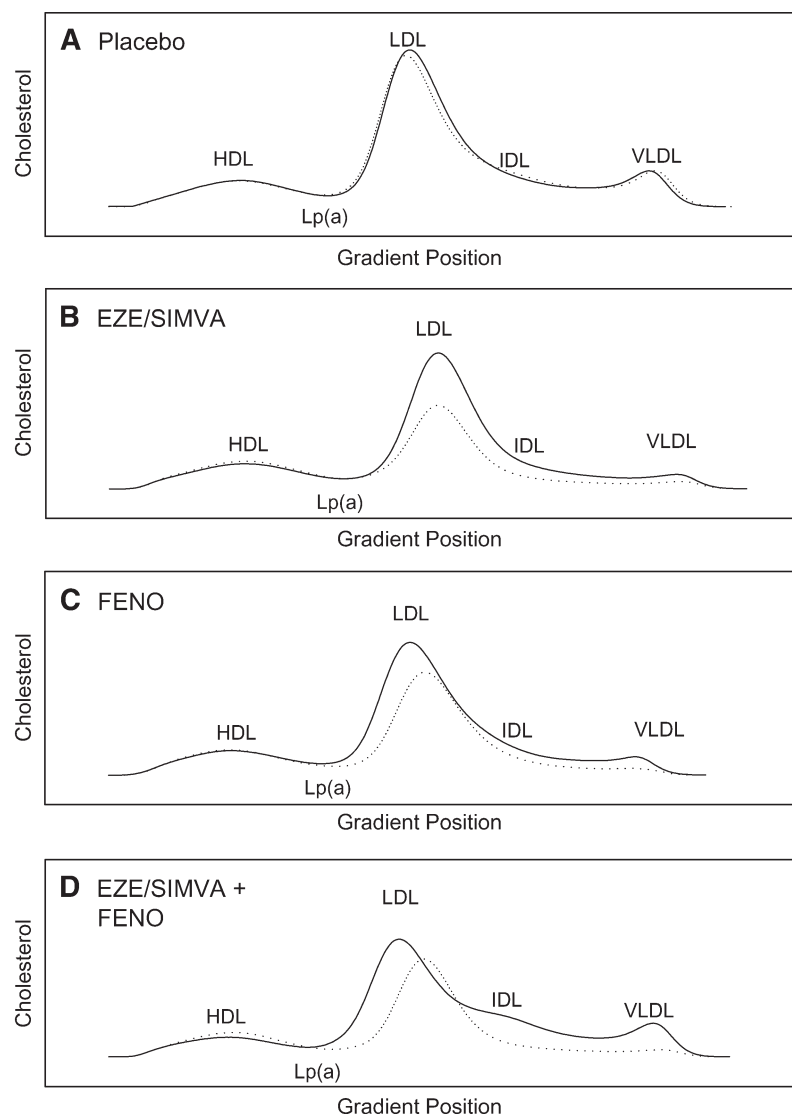 A Placebo
LDL
HDL
IDL
VLDL
Lp(a)
Cholesterol
Gradient Position
B EZE/SIMVA
LDL
HDL
IDL
VLDL
Lp(a)
Cholesterol
Gradient Position
C FENO
LDL
HDL
IDL
VLDL
Lp(a)
Cholesterol
Gradient Position
D EZE/SIMVA +
FENO
LDL
HDL
IDL
VLDL
Lp(a)
Cholesterol
Gradient Position